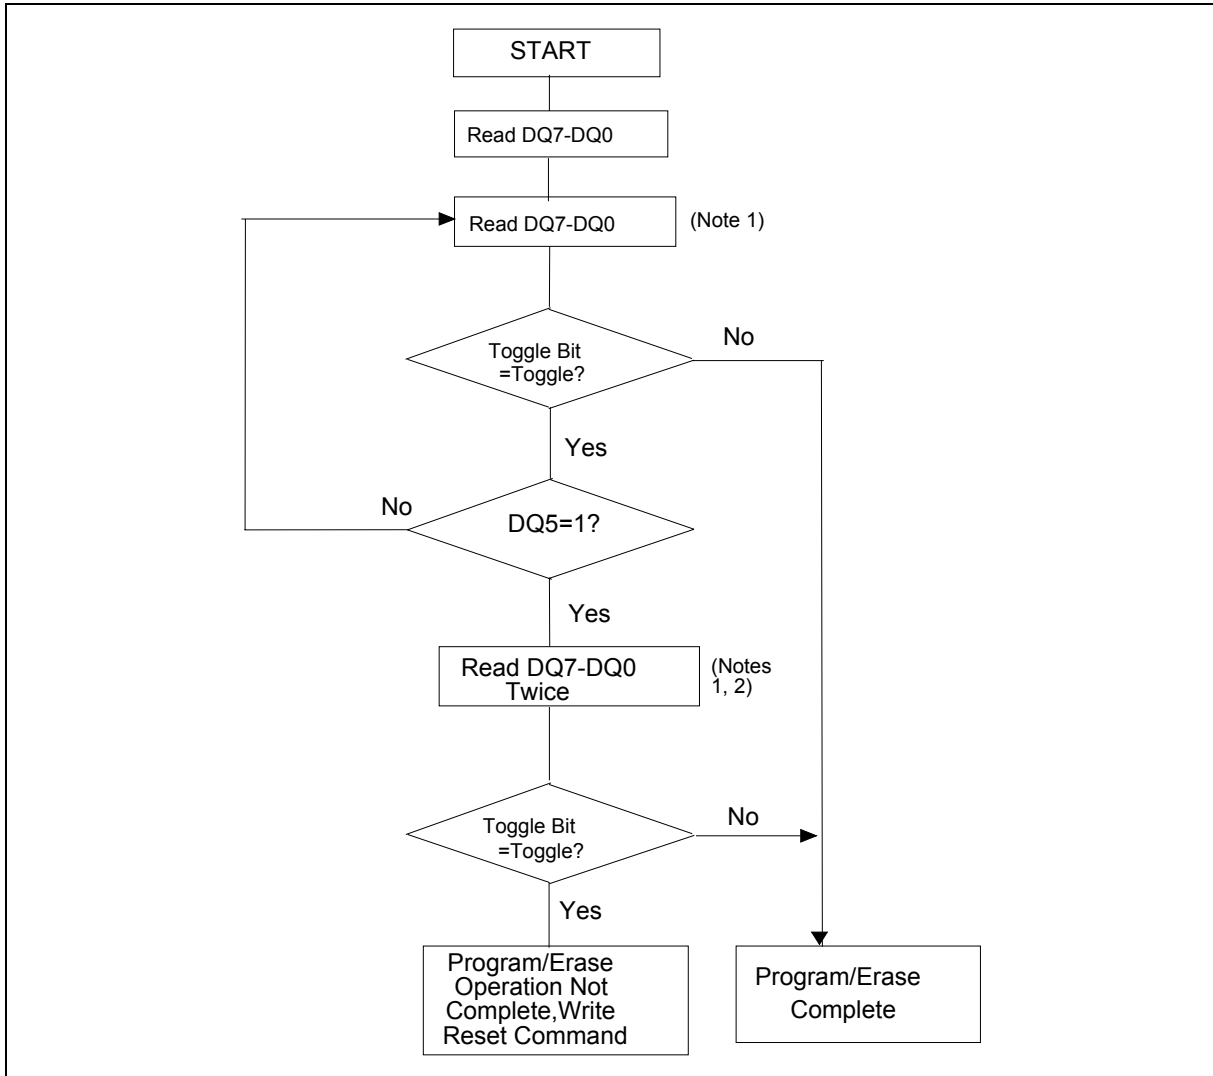 START
Read DQ7-DQ0
Read DQ7-DQ0
(Note 1)
Toggle Bit
=Toggle?
No
Yes
No
DQ5=1?
Yes
Read DQ7-DQ0
Twice
(Notes
1, 2)
Toggle Bit
=Toggle?
No
Yes
Program/Erase
Operation Not
Complete,Write
Reset Command
Program/Erase
Complete